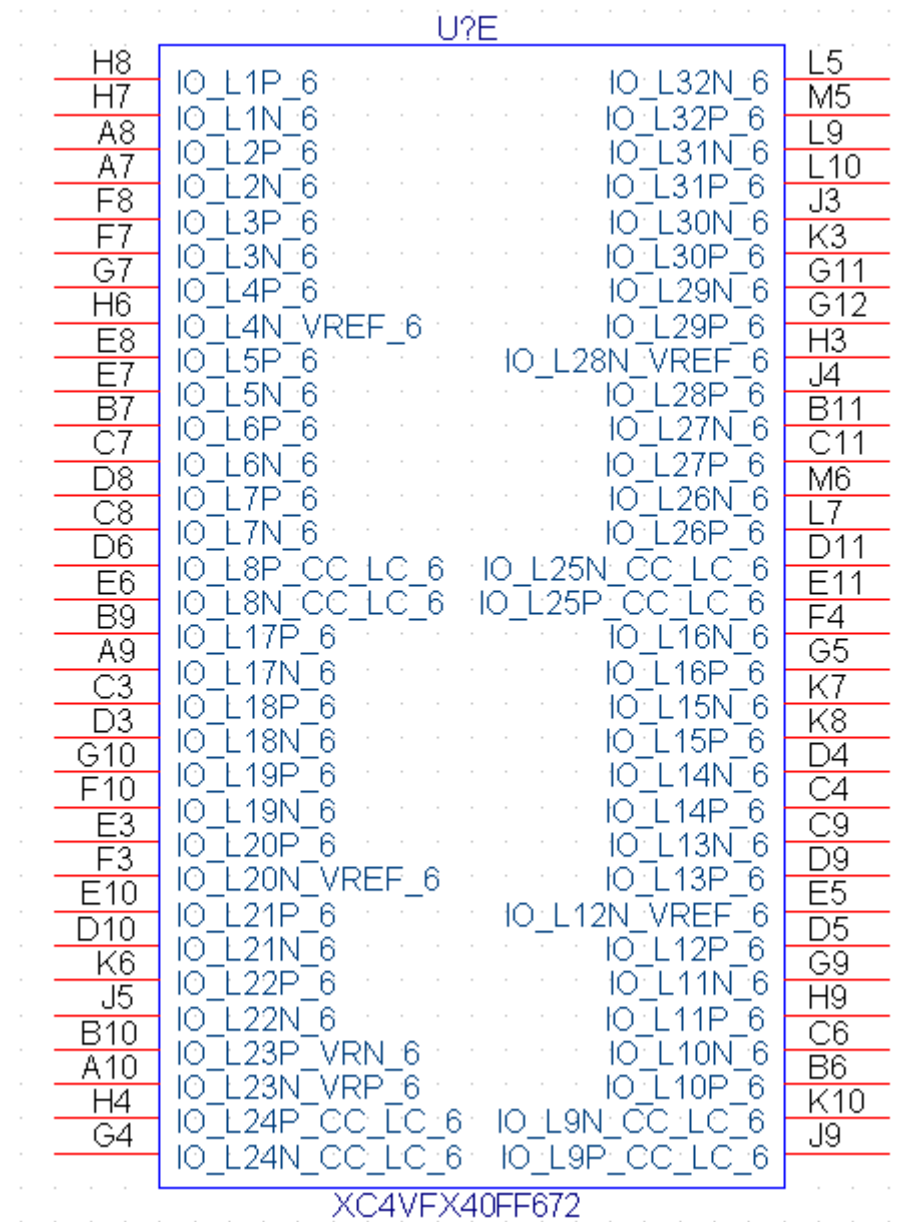 U?E
H8 IO_L1P_6 IO_L32N_6 L5
H7 IO_L1N_6 IO_L32P_6 M5
A8 IO_L2P_6 IO_L31N_6 L9
A7 IO_L2N_6 IO_L31P_6 L10
F8 IO_L3P_6 IO_L30N_6 J3
F7 IO_L3N_6 IO_L30P_6 K3
G7 IO_L4P_6 IO_L29N_6 G11
H6 IO_L4N_VREF_6 IO_L29P_6 G12
E8 IO_L5P_6 IO_L28N_VREF_6 H3
E7 IO_L5N_6 IO_L28P_6 J4
B7 IO_L6P_6 IO_L27N_6 B11
C7 IO_L6N_6 IO_L27P_6 C11
D8 IO_L7P_6 IO_L26N_6 M6
C8 IO_L7N_6 IO_L26P_6 L7
D6 IO_L8P_CC_LC_6 IO_L25N_CC_LC_6 D11
E6 IO_L8N_CC_LC_6 IO_L25P_CC_LC_6 E11
B9 IO_L17P_6 IO_L16N_6 F4
A9 IO_L17N_6 IO_L16P_6 G5
C3 IO_L18P_6 IO_L15N_6 K7
D3 IO_L18N_6 IO_L15P_6 K8
G10 IO_L19P_6 IO_L14N_6 D4
F10 IO_L19N_6 IO_L14P_6 C4
E3 IO_L20P_6 IO_L13N_6 C9
F3 IO_L20N_VREF_6 IO_L13P_6 D9
E10 IO_L21P_6 IO_L12N_VREF_6 E5
D10 IO_L21N_6 IO_L12P_6 D5
K6 IO_L22P_6 IO_L11N_6 G9
J5 IO_L22N_6 IO_L11P_6 H9
B10 IO_L23P_VRN_6 IO_L10N_6 C6
A10 IO_L23N_VRP_6 IO_L10P_6 B6
H4 IO_L24P_CC_LC_6 IO_L9N_CC_LC_6 K10
G4 IO_L24N_CC_LC_6 IO_L9P_CC_LC_6 J9
XC4VFX40FF672